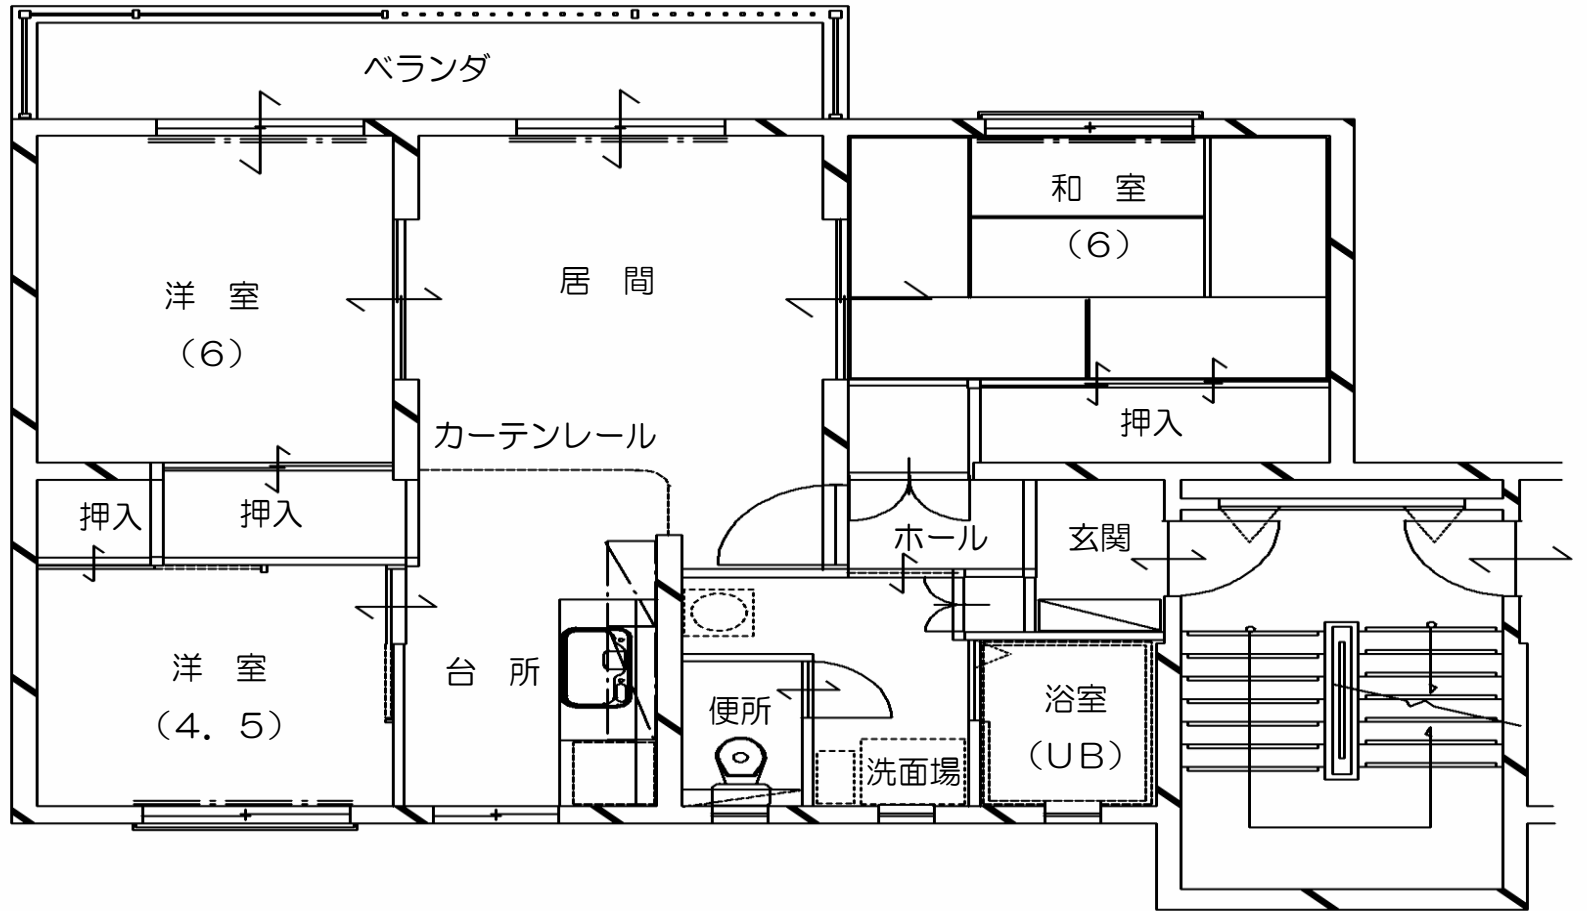 ベランダ
和 室
(6)
洋 室
(6)
居 間
カーテンレール
押入
押入
押入
ホール
玄関
洋 室
(4. 5)
台 所
便所
洗面場
浴室
(UB)